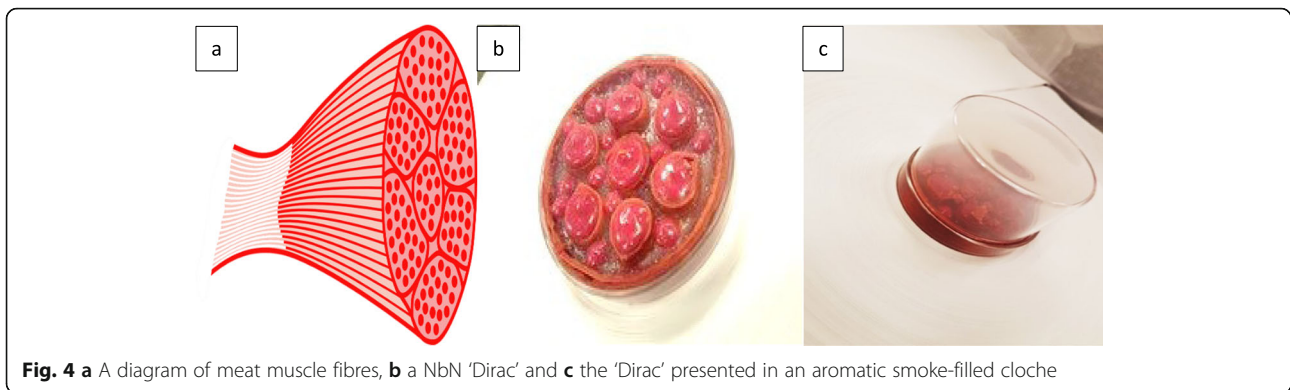 a
b
c
Fig. 4 a A diagram of meat muscle fibres, b a NbN ‘Dirac’ and c the ‘Dirac’ presented in an aromatic smoke-filled cloche